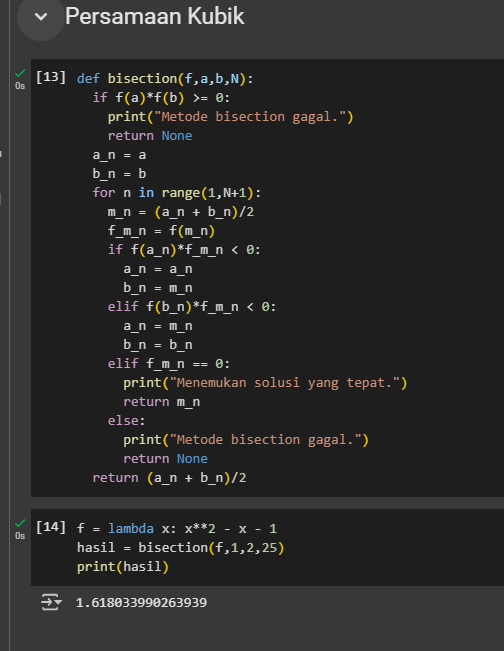 Persamaan Kubik
[13] def bisection(f,a,b,N):
0s
if f(a)*f(b) >= 0:
print("Metode bisection gagal.")
return None
a_n = a
b_n = b
for n in range(1,N+1):
m_n = (a_n + b_n)/2
f_m_n = f(m_n)
if f(a_n)*f_m_n < 0:
a_n = a_n
b_n = m_n
elif f(b_n)*f_m_n < 0:
a_n = m_n
b_n = b_n
elif f_m_n == 0:
print("Menemukan solusi yang tepat.")
return m_n
else:
print("Metode bisection gagal.")
return None
return (a_n + b_n)/2
[14] f = lambda x: x**2 - x - 1
0s
hasil = bisection(f,1,2,25)
print(hasil)
1.618033990263939